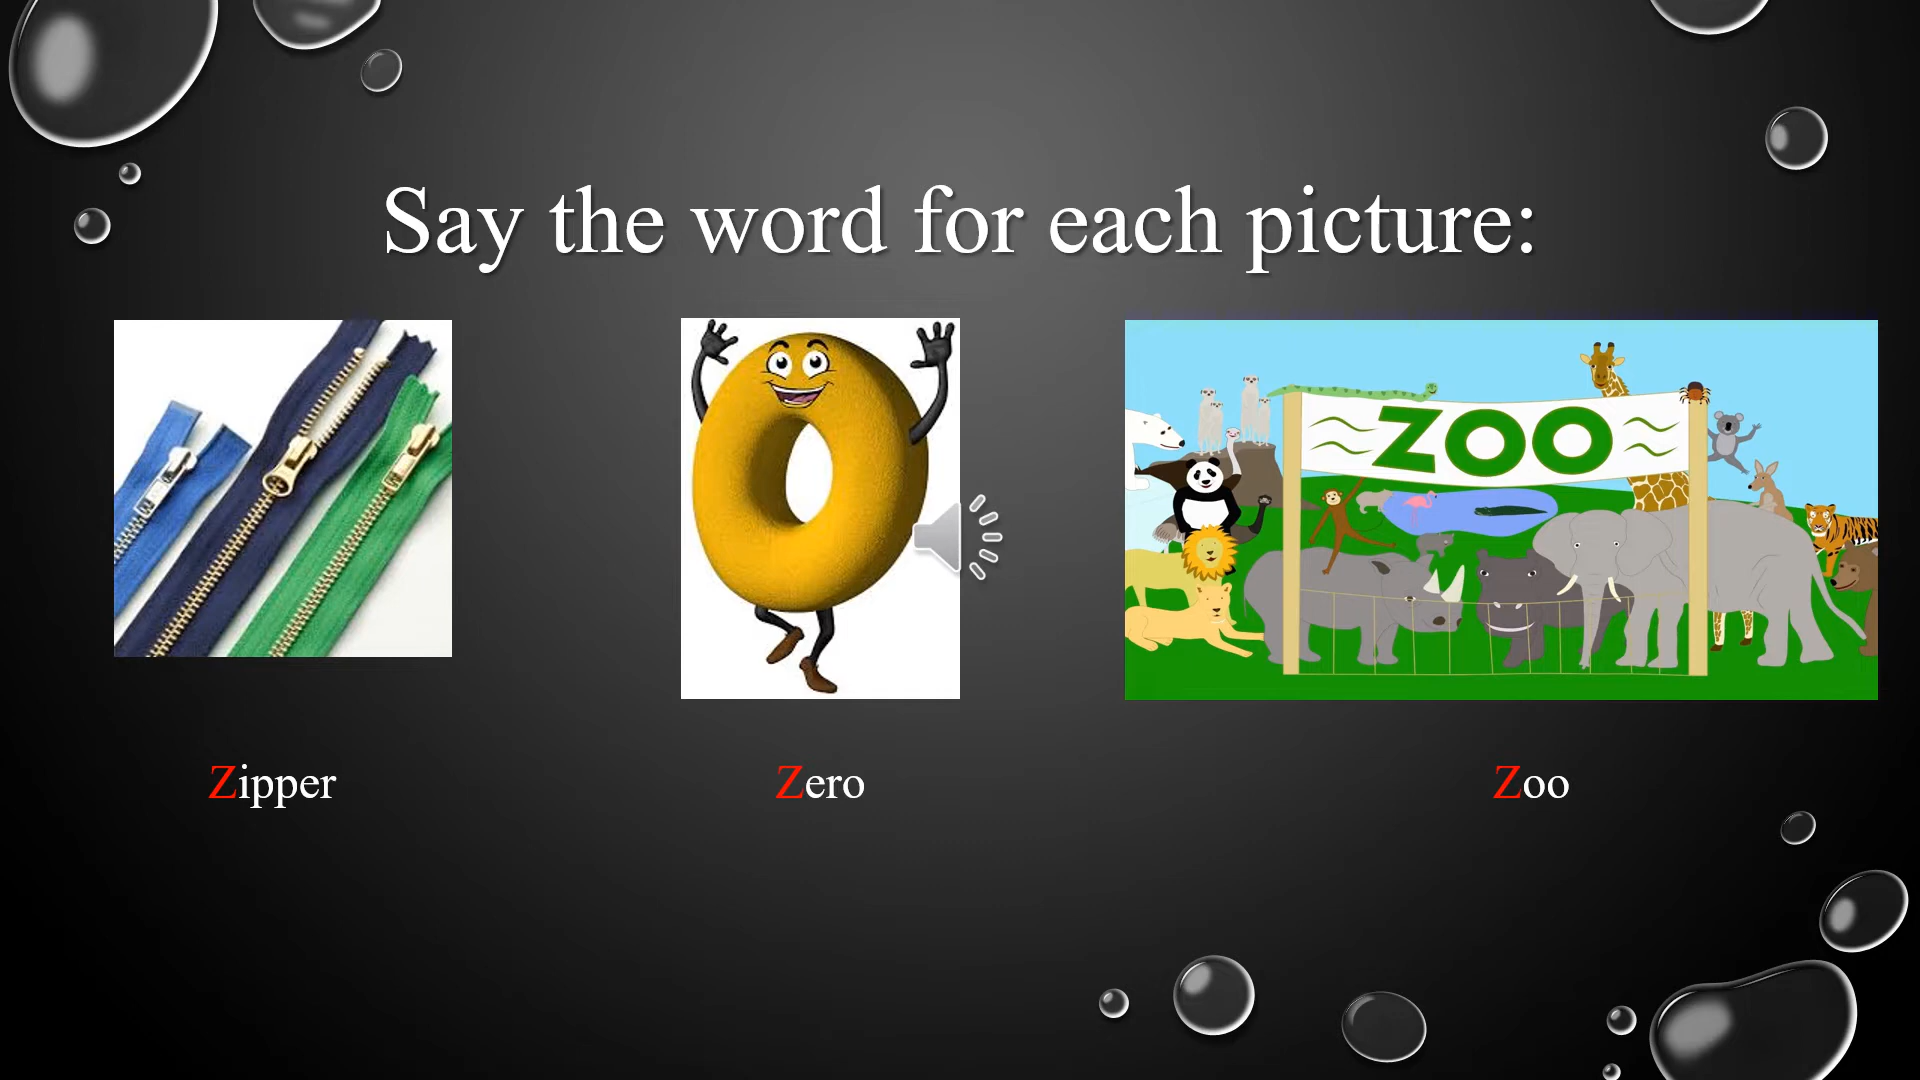 Say the word for each picture:
ZOO
Zipper
Zero
Zoo